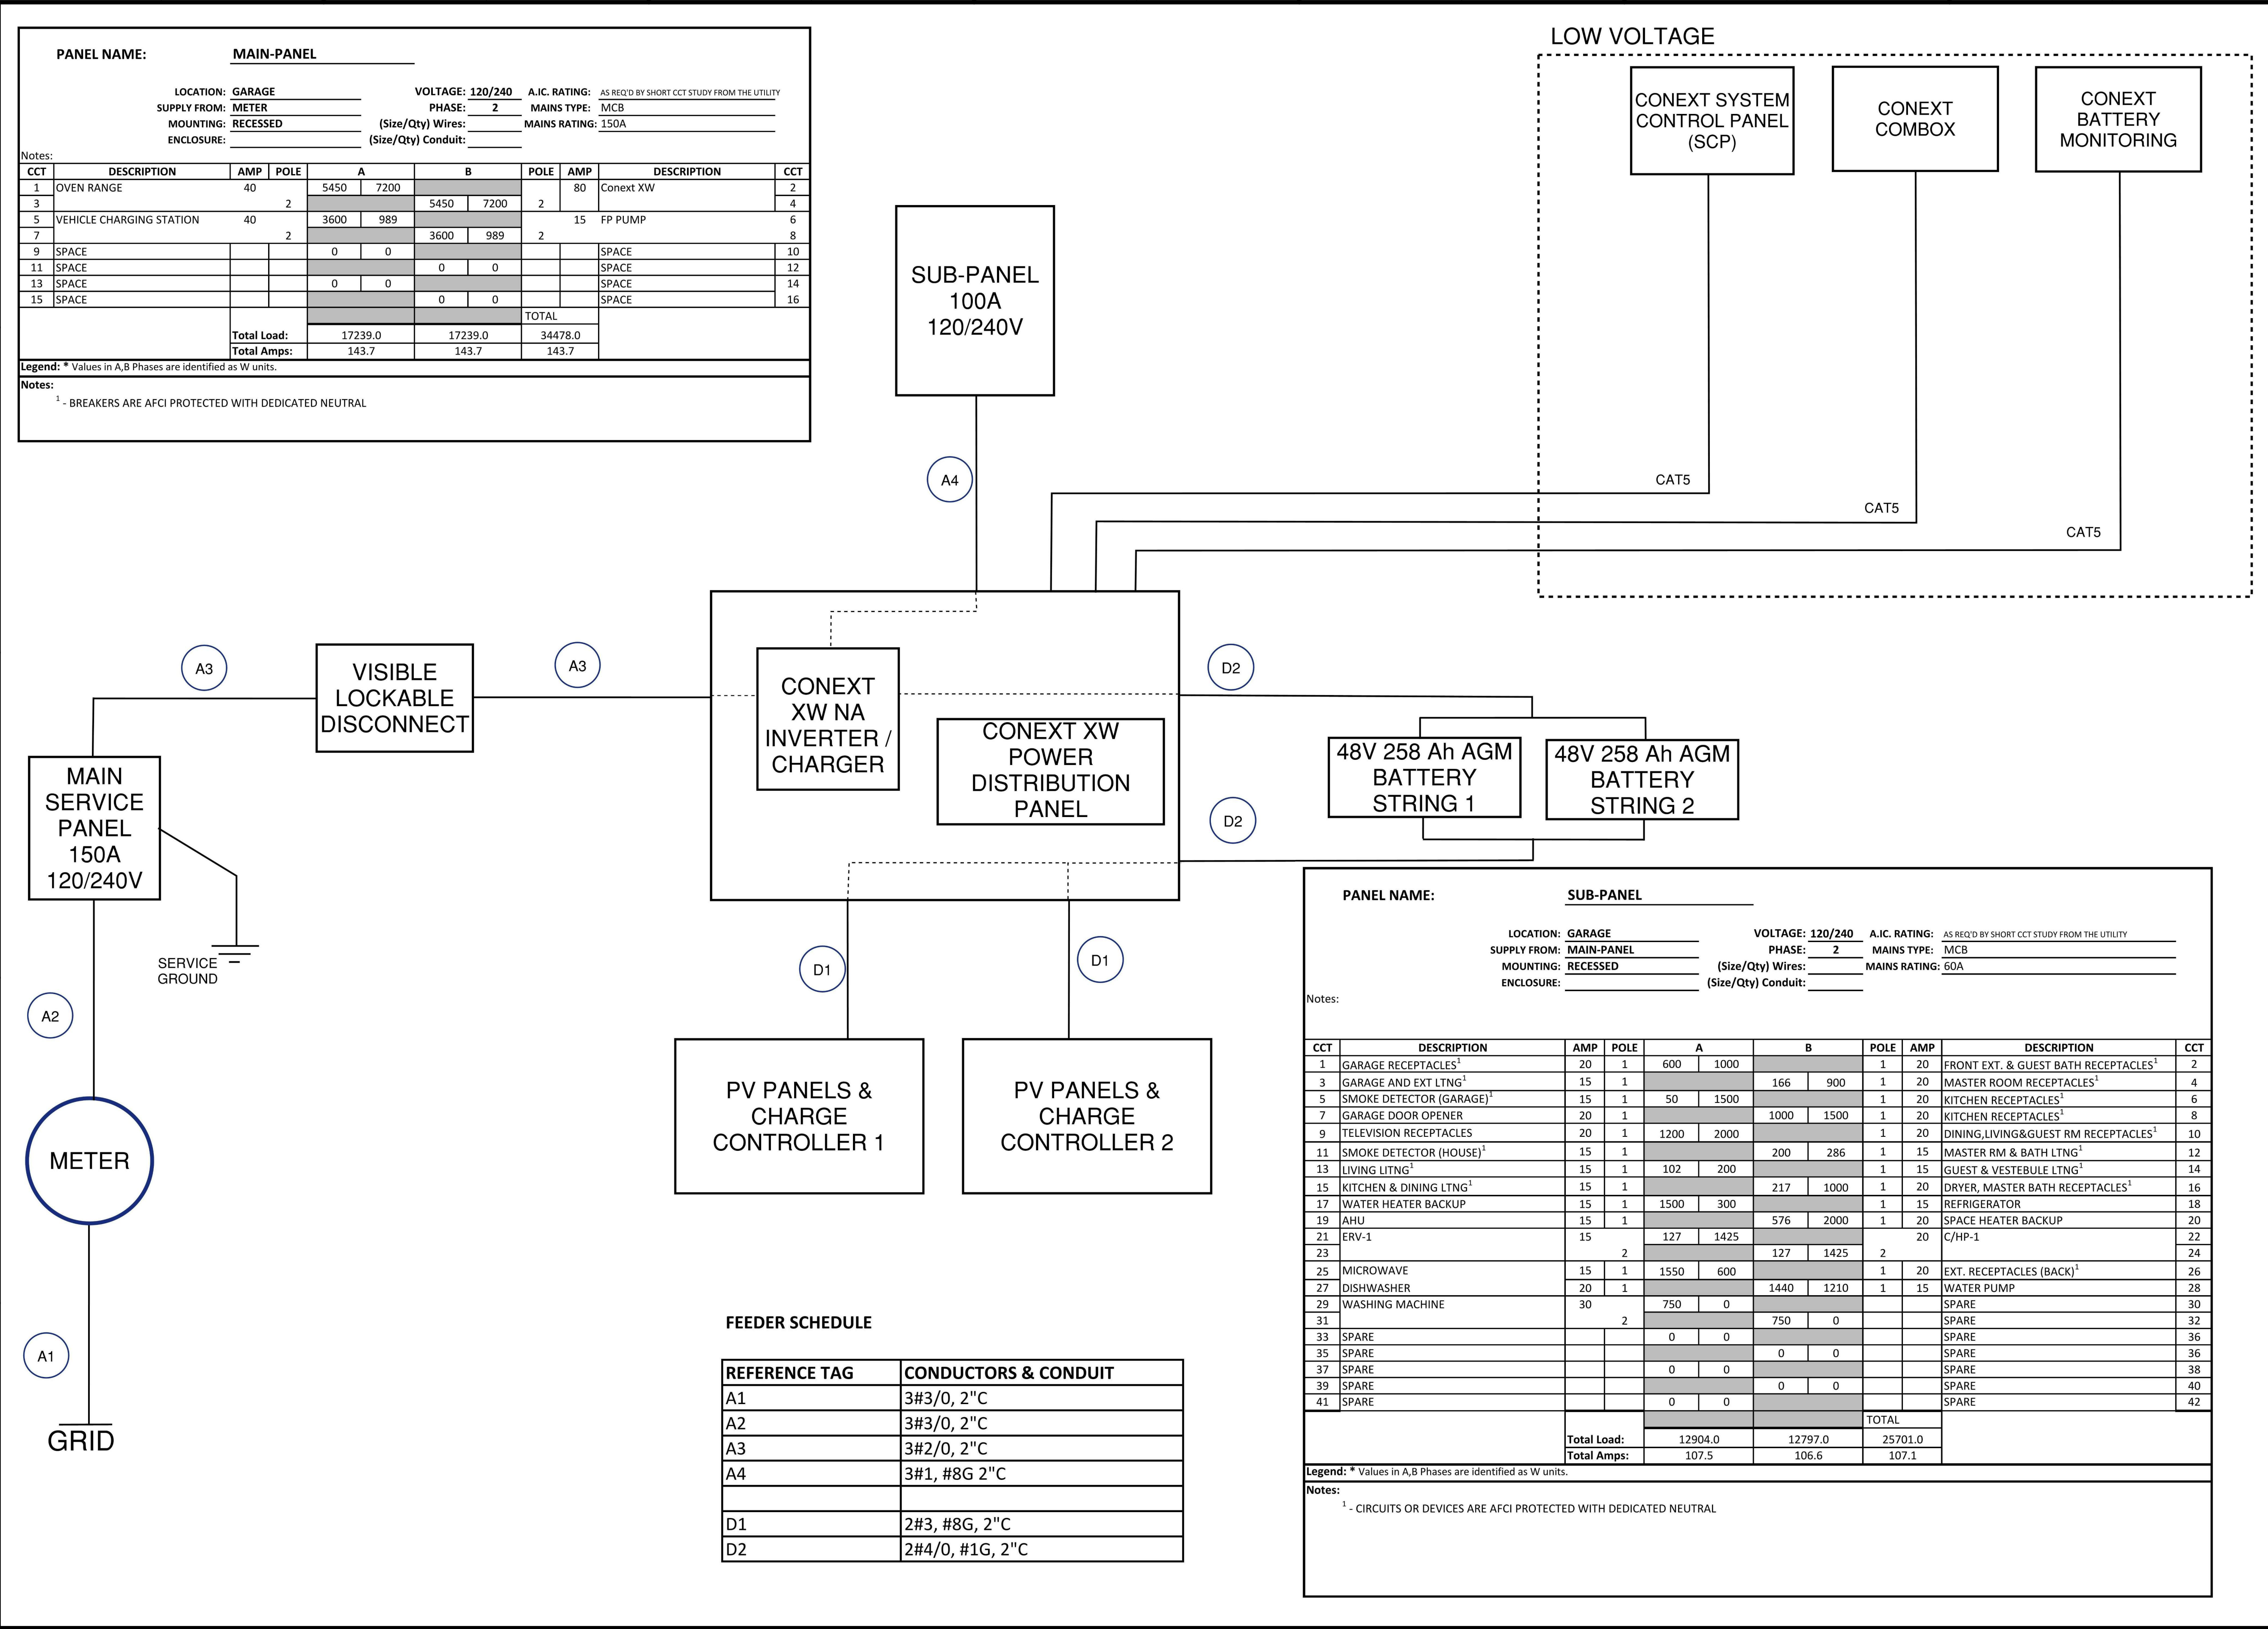 PANEL NAME: MAIN-PANEL
LOCATION: GARAGE VOLTAGE: 120/240 A.IC. RATING: AS REQ'D BY SHORT CCT STUDY FROM THE UTILITY
SUPPLY FROM: METER PHASE: 2 MAINS TYPE: MCB
MOUNTING: RECESSED (Size/Qty) Wires: MAINS RATING: 150A
ENCLOSURE: (Size/Qty) Conduit:
Notes:
CCT DESCRIPTION AMP POLE A B POLE AMP DESCRIPTION CCT
1 OVEN RANGE 40 5450 7200 80 Conext XW 2
3 2 5450 7200 2 4
5 VEHICLE CHARGING STATION 40 3600 989 15 FP PUMP 6
7 2 3600 989 2 8
9 SPACE 0 0 SPACE 10
11 SPACE 0 0 SPACE 12
13 SPACE 0 0 SPACE 14
15 SPACE 0 0 SPACE 16
TOTAL
Total Load: 17239.0 17239.0 34478.0
Total Amps: 143.7 143.7 143.7
Legend: * Values in A,B Phases are identified as W units.
Notes:
1 - BREAKERS ARE AFCI PROTECTED WITH DEDICATED NEUTRAL
LOW VOLTAGE
CONEXT SYSTEM
CONTROL PANEL
(SCP)
CONEXT
COMBOX
CONEXT
BATTERY
MONITORING
CAT5
CAT5
CAT5
SUB-PANEL
100A
120/240V
A4
A3
VISIBLE
LOCKABLE
DISCONNECT
A3
CONEXT
XW NA
INVERTER /
CHARGER
CONEXT XW
POWER
DISTRIBUTION
PANEL
D2
48V 258 Ah AGM
BATTERY
STRING 1
48V 258 Ah AGM
BATTERY
STRING 2
D2
MAIN
SERVICE
PANEL
150A
120/240V
SERVICE
GROUND
A2
METER
A1
GRID
D1
D1
PV PANELS &
CHARGE
CONTROLLER 1
PV PANELS &
CHARGE
CONTROLLER 2
FEEDER SCHEDULE
REFERENCE TAG CONDUCTORS & CONDUIT
A1 3#3/0, 2"C
A2 3#3/0, 2"C
A3 3#2/0, 2"C
A4 3#1, #8G 2"C
D1 2#3, #8G, 2"C
D2 2#4/0, #1G, 2"C
PANEL NAME: SUB-PANEL
LOCATION: GARAGE VOLTAGE: 120/240 A.IC. RATING: AS REQ'D BY SHORT CCT STUDY FROM THE UTILITY
SUPPLY FROM: MAIN-PANEL PHASE: 2 MAINS TYPE: MCB
MOUNTING: RECESSED (Size/Qty) Wires: MAINS RATING: 60A
ENCLOSURE: (Size/Qty) Conduit:
Notes:
CCT DESCRIPTION AMP POLE A B POLE AMP DESCRIPTION CCT
1 GARAGE RECEPTACLES1 20 1 600 1000 1 20 FRONT EXT. & GUEST BATH RECEPTACLES1 2
3 GARAGE AND EXT LTNG1 15 1 166 900 1 20 MASTER ROOM RECEPTACLES1 4
5 SMOKE DETECTOR (GARAGE)1 15 1 50 1500 1 20 KITCHEN RECEPTACLES1 6
7 GARAGE DOOR OPENER 20 1 1000 1500 1 20 KITCHEN RECEPTACLES1 8
9 TELEVISION RECEPTACLES 20 1 1200 2000 1 20 DINING,LIVING&GUEST RM RECEPTACLES1 10
11 SMOKE DETECTOR (HOUSE)1 15 1 200 286 1 15 MASTER RM & BATH LTNG1 12
13 LIVING LITNG1 15 1 102 200 1 15 GUEST & VESTEBULE LTNG1 14
15 KITCHEN & DINING LTNG1 15 1 217 1000 1 20 DRYER, MASTER BATH RECEPTACLES1 16
17 WATER HEATER BACKUP 15 1 1500 300 1 15 REFRIGERATOR 18
19 AHU 15 1 576 2000 1 20 SPACE HEATER BACKUP 20
21 ERV-1 15 127 1425 20 C/HP-1 22
23 2 127 1425 2 24
25 MICROWAVE 15 1 1550 600 1 20 EXT. RECEPTACLES (BACK)1 26
27 DISHWASHER 20 1 1440 1210 1 15 WATER PUMP 28
29 WASHING MACHINE 30 750 0 SPARE 30
31 2 750 0 SPARE 32
33 SPARE 0 0 SPARE 36
35 SPARE 0 0 SPARE 36
37 SPARE 0 0 SPARE 38
39 SPARE 0 0 SPARE 40
41 SPARE 0 0 SPARE 42
TOTAL
Total Load: 12904.0 12797.0 25701.0
Total Amps: 107.5 106.6 107.1
Legend: * Values in A,B Phases are identified as W units.
Notes:
1 - CIRCUITS OR DEVICES ARE AFCI PROTECTED WITH DEDICATED NEUTRAL